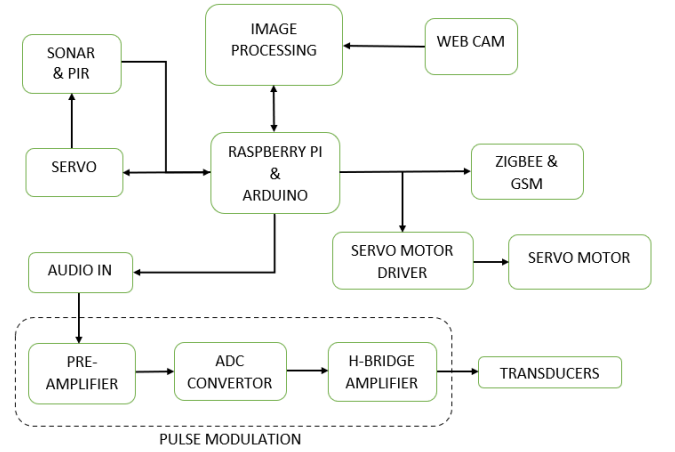 IMAGE
PROCESSING
WEB CAM
SONAR
& PIR
RASPBERRY PI
&
ARDUINO
SERVO
ZIGBEE &
GSM
SERVO MOTOR
DRIVER
SERVO MOTOR
AUDIO IN
PRE-
AMPLIFIER
ADC
CONVERTOR
H-BRIDGE
AMPLIFIER
TRANSDUCERS
PULSE MODULATION